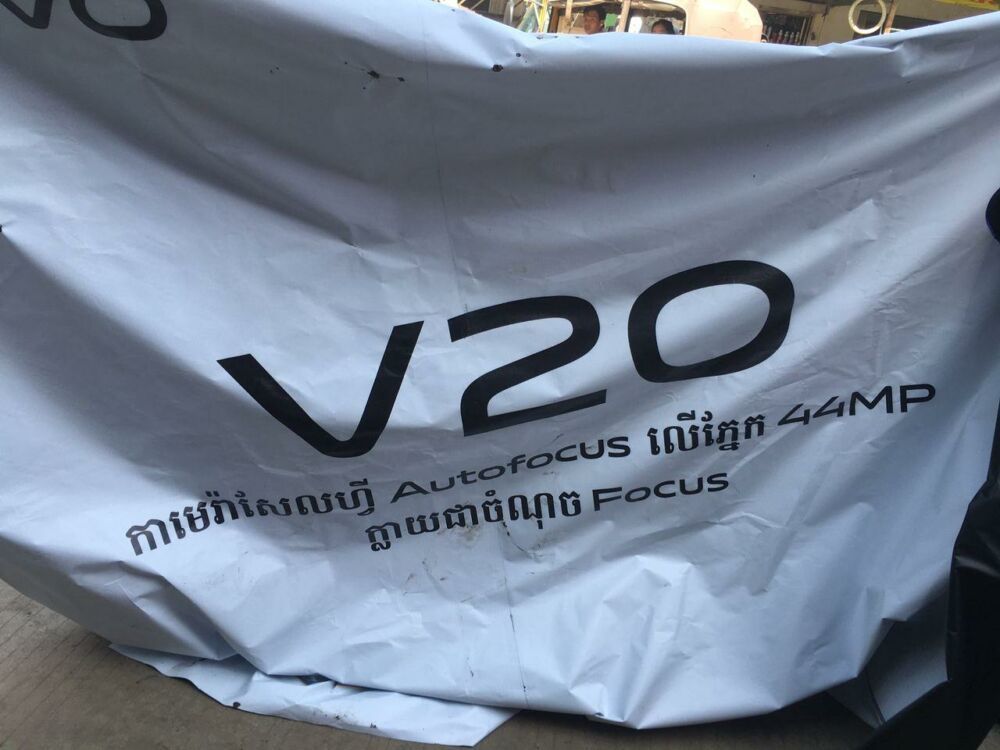 V20
កាមេរ៉ាសែលហ្វី Autofocus លើភ្នែក 44MP
ក្លាយជាចំណុច Focus